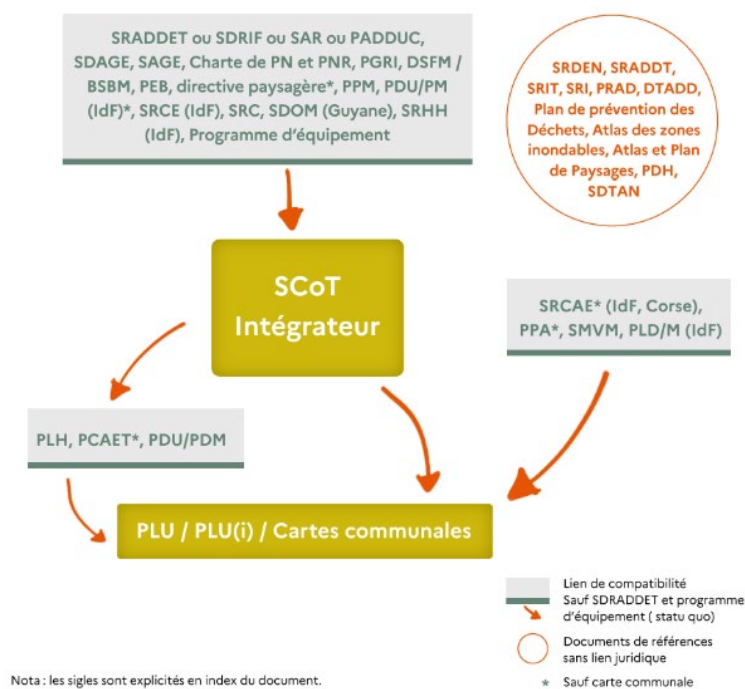 SRADDET ou SDRIF ou SAR ou PADDUC,
SDAGE, SAGE, Charte de PN et PNR, PGRI, DSFM /
BSBM, PEB, directive paysagère*, PPM, PDU/PM
(IdF)*, SRCE (IdF), SRC, SDOM (Guyane), SRHH
(IdF), Programme d'équipement
SRDEN, SRADDT,
SRIT, SRI, PRAD, DTADD,
Plan de prévention des
Déchets, Atlas des zones
inondables, Atlas et Plan
de Paysages, PDH,
SDTAN
SCoT
Intégrateur
SRCAE* (IdF, Corse),
PPA*, SMVM, PLD/M (IdF)
PLH, PCAET*, PDU/PDM
PLU / PLU(i) / Cartes communales
Lien de compatibilité
Sauf SDRADDET et programme
d'équipement ( statu quo)
Documents de références
sans lien juridique
* Sauf carte communale
Nota : les sigles sont explicités en index du document.